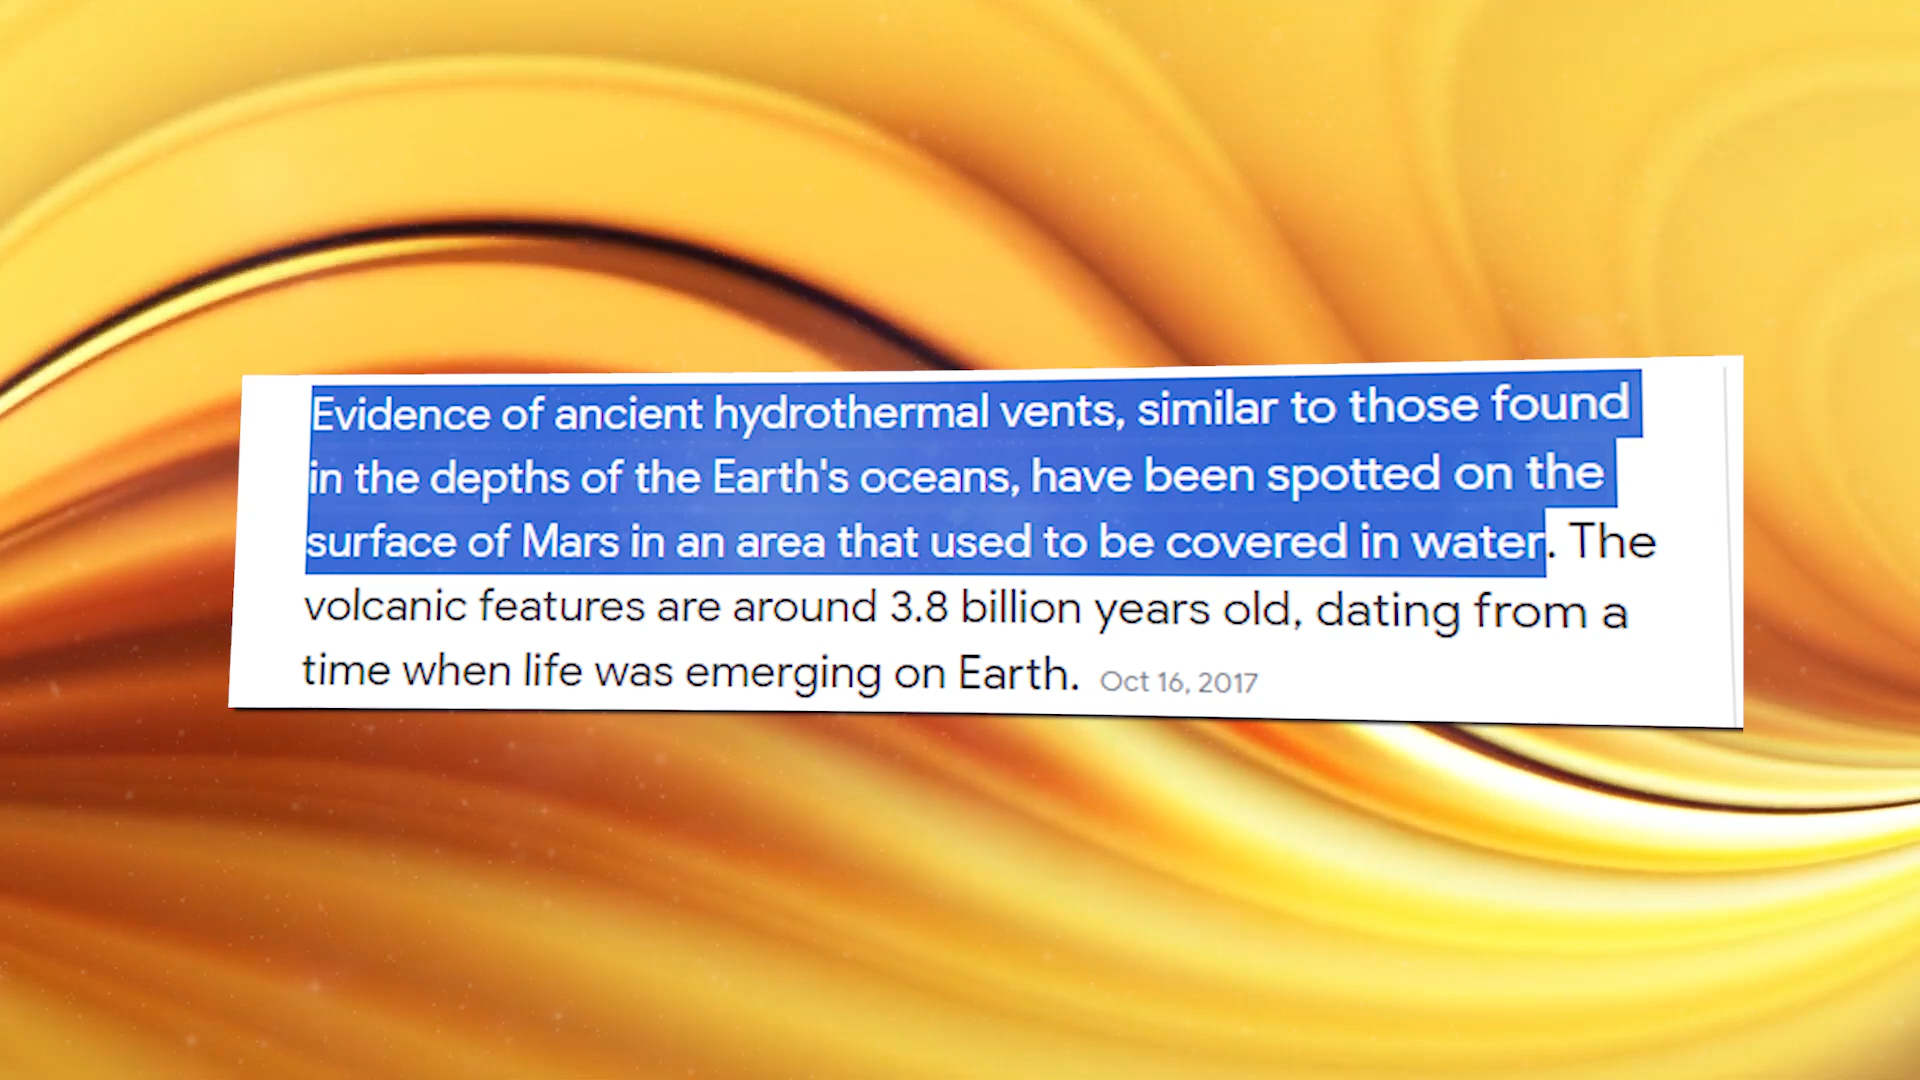 Evidence of ancient hydrothermal vents, similar to those found
in the depths of the Earth's oceans, have been spotted on the
surface of Mars in an area that used to be covered in water. The
volcanic features are around 3.8 billion years old, dating from a
time when life was emerging on Earth. Oct 16, 2017